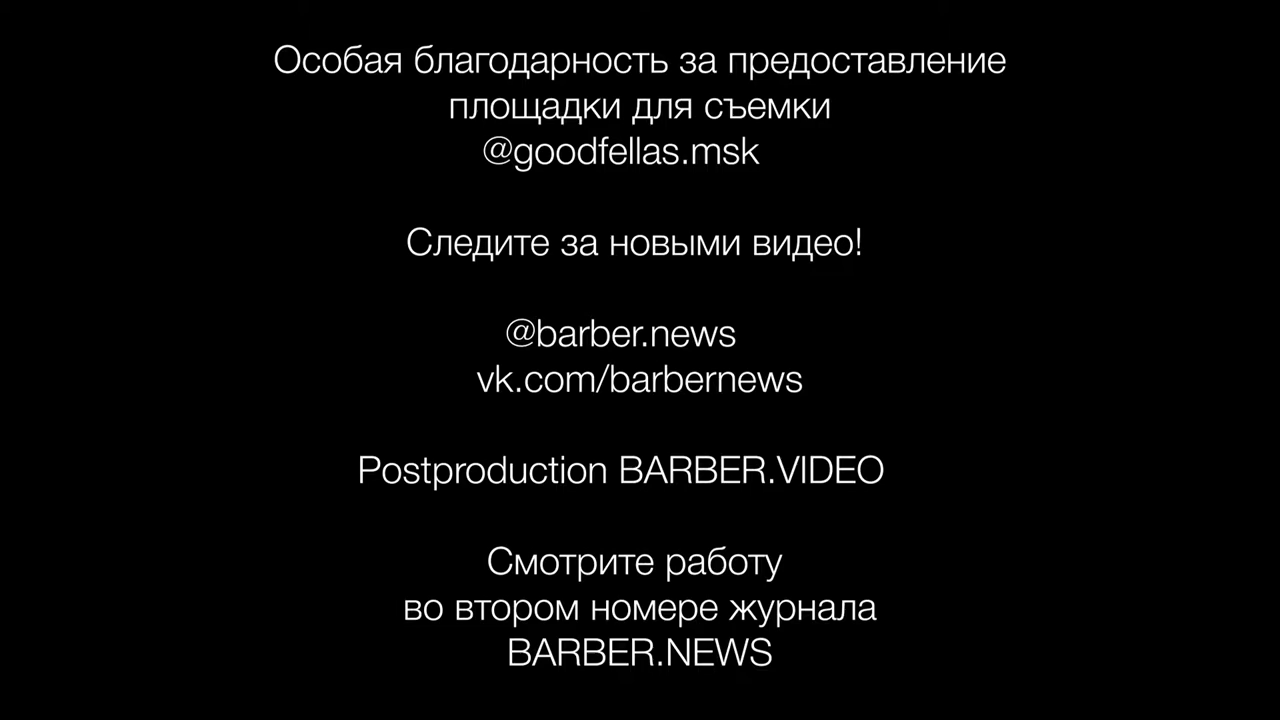 Особая благодарность за предоставление
площадки для съемки
@goodfellas.msk
Следите за новыми видео!
@barber.news
vk.com/barbernews
Postproduction BARBER.VIDEO
Смотрите работу
во втором номере журнала
BARBER.NEWS